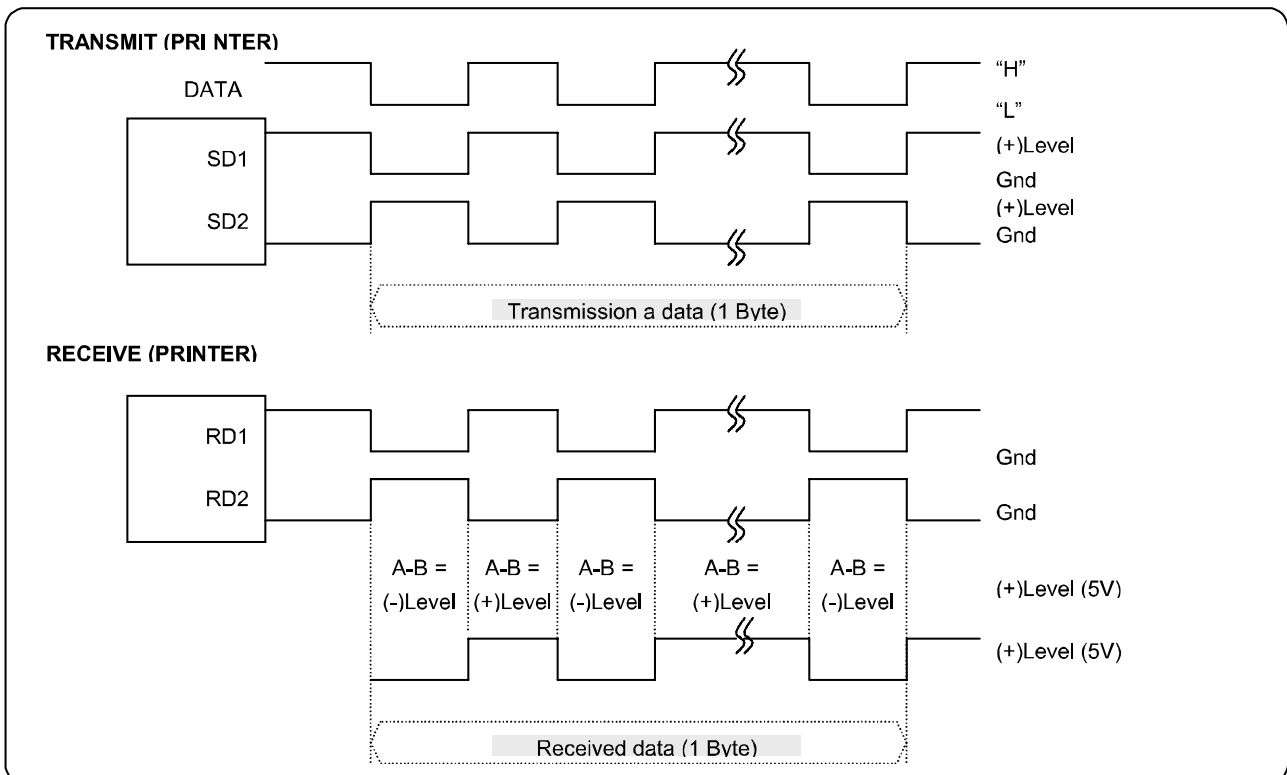 TRANSMIT (PRI NTER)
DATA
"H"
"L"
SD1
(+)Level
Gnd
SD2
(+)Level
Gnd
Transmission a data (1 Byte)
RECEIVE (PRINTER)
RD1
Gnd
RD2
Gnd
A-B = A-B = A-B = A-B = A-B =
(-)Level (+)Level (-)Level (+)Level (-)Level
(+)Level (5V)
(+)Level (5V)
Received data (1 Byte)